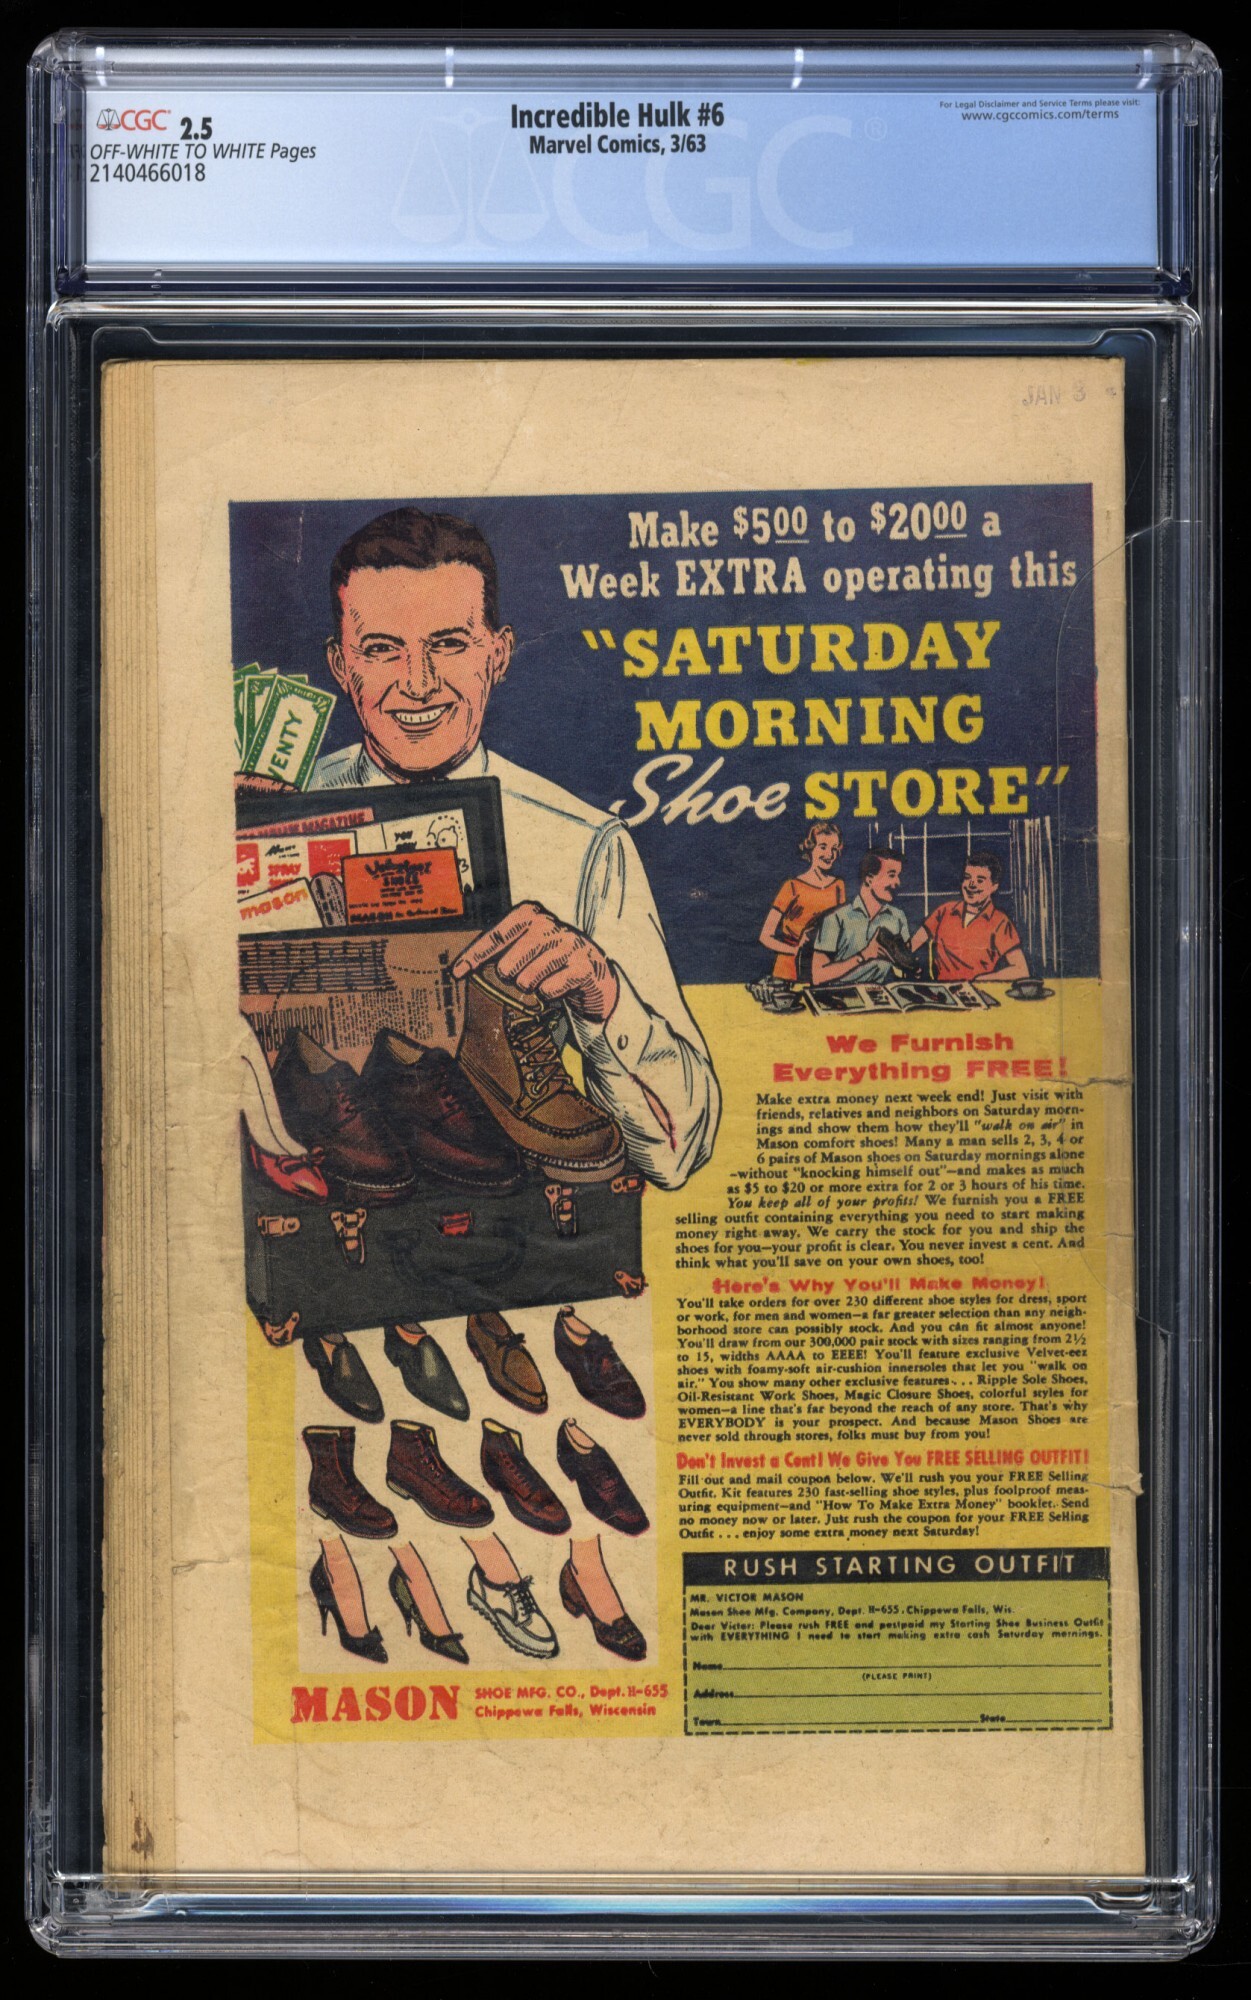 CGC 2.5
OFF-WHITE TO WHITE Pages
2140466018
Incredible Hulk #6
Marvel Comics, 3/63
For Legal Disclaimer and Service Terms please visit:
www.cgccomics.com/terms
CGC
JAN 3
Make $5.00 to $20.00 a
Week EXTRA operating this
"SATURDAY
MORNING
Shoe STORE"
VENTY
mason
We Furnish
Everything FREE!
Make extra money next week end! Just visit with
friends, relatives and neighbors on Saturday morn-
ings and show them how they'll "walk on air" in
Mason comfort shoes! Many a man sells 2, 3, 4 or
6 pairs of Mason shoes on Saturday mornings alone
—without "knocking himself out"—and makes as much
as $5 to $20 or more extra for 2 or 3 hours of his time.
You keep all of your profits! We furnish you a FREE
selling outfit containing everything you need to start making
money right away. We carry the stock for you and ship the
shoes for you—your profit is clear. You never invest a cent. And
think what you'll save on your own shoes, too!
Here's Why You'll Make Money!
You'll take orders for over 230 different shoe styles for dress, sport
or work, for men and women—a far greater selection than any neigh-
borhood store can possibly stock. And you can fit almost anyone!
You'll draw from our 300,000 pair stock with sizes ranging from 2½
to 15, widths AAAA to EEEE! You'll feature exclusive Velvet-eez
shoes with foamy-soft air-cushion innersoles that let you "walk on
air." You show many other exclusive features . . . Ripple Sole Shoes,
Oil-Resistant Work Shoes, Magic Closure Shoes, colorful styles for
women—a line that's far beyond the reach of any store. That's why
EVERYBODY is your prospect. And because Mason Shoes are
never sold through stores, folks must buy from you!
Don't Invest a Cent! We Give You FREE SELLING OUTFIT!
Fill out and mail coupon below. We'll rush you your FREE Selling
Outfit. Kit features 230 fast-selling shoe styles, plus foolproof meas-
uring equipment—and "How To Make Extra Money" booklet. Send
no money now or later. Just rush the coupon for your FREE Selling
Outfit . . . enjoy some extra money next Saturday!
RUSH STARTING OUTFIT
MR. VICTOR MASON
Mason Shoe Mfg. Company, Dept. H-655, Chippewa Falls, Wis.
Dear Victor: Please rush FREE and postpaid my Starting Shoe Business Outfit
with EVERYTHING I need to start making extra cash Saturday mornings.
Name
(PLEASE PRINT)
Address
Town State
MASON SHOE MFG. CO., Dept. H-655
Chippewa Falls, Wisconsin